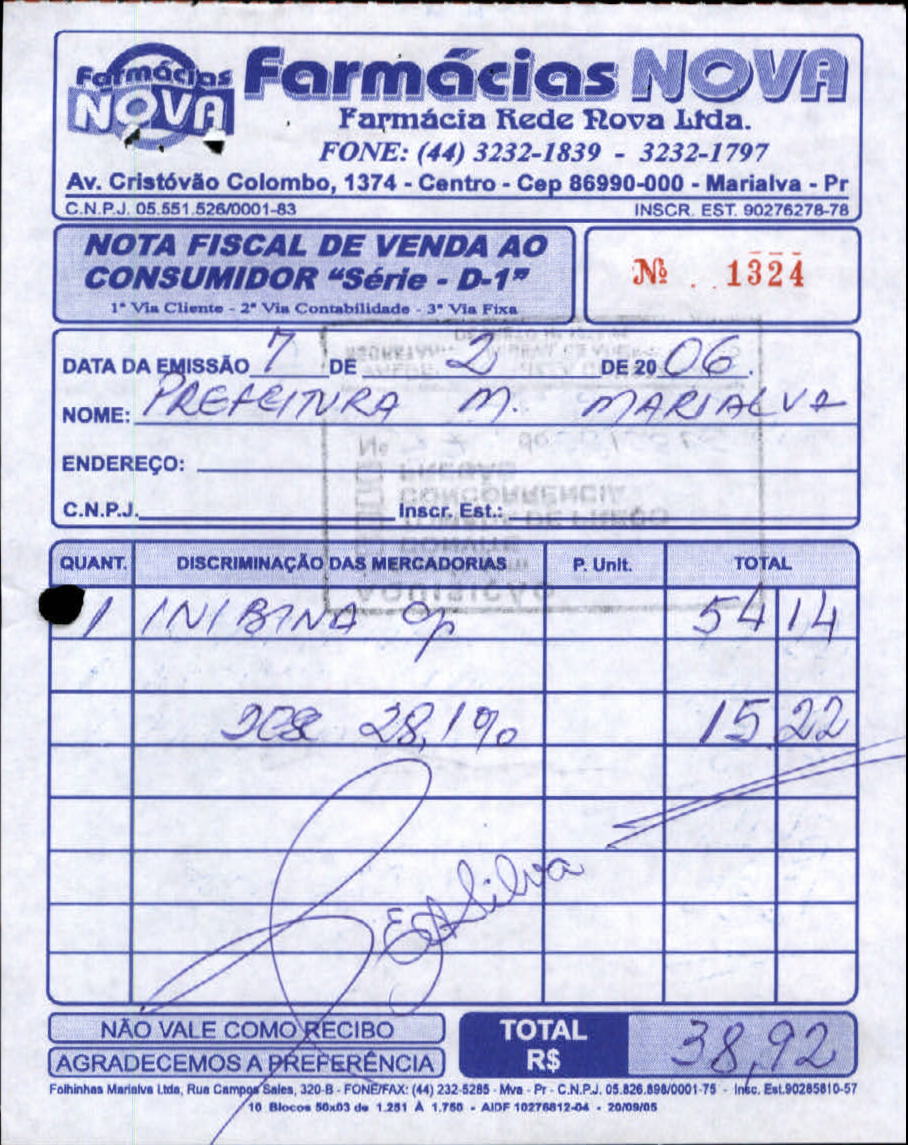 Farmácias
NOVA
Farmácias NOVA
Farmácia Rede Nova Ltda.
FONE: (44) 3232-1839 - 3232-1797
Av. Cristóvão Colombo, 1374 - Centro - Cep 86990-000 - Marialva - Pr
C.N.P.J. 05.551.526/0001-83 INSCR. EST. 90276278-78
NOTA FISCAL DE VENDA AO
CONSUMIDOR "Série - D-1"
1ª Via Cliente - 2ª Via Contabilidade - 3ª Via Fixa
Nº 1324
DATA DA EMISSÃO 7 DE 2 DE 20 06.
NOME: PREFEITURA M. MARIALVA
ENDEREÇO:
C.N.P.J. Inscr. Est.:
QUANT. DISCRIMINAÇÃO DAS MERCADORIAS P. Unit. TOTAL
1 INIBINA 54 14
28,1% 15 22
EASilva
NÃO VALE COMO RECIBO
AGRADECEMOS A PREFERÊNCIA
TOTAL
R$ 38,92
Folhinhas Marialva Ltda, Rua Campos Sales, 320-B - FONE/FAX: (44) 232-5285 - Mva - Pr - C.N.P.J. 05.826.898/0001-75 - Insc. Est.90285810-57
10 Blocos 50x03 de 1.251 À 1.750 - AIDF 10276812-04 - 20/09/05